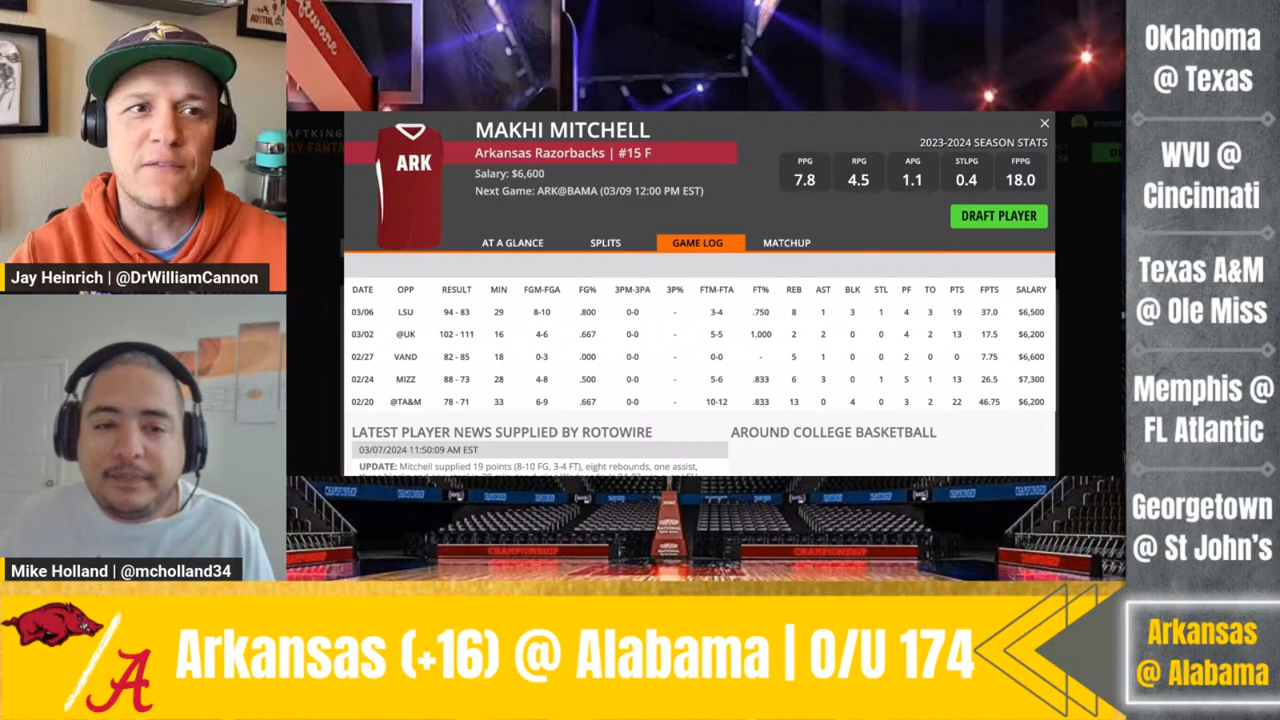 Jay Heinrich | @DrWilliamCannon
Mike Holland | @mcholland34
ARK
MAKHI MITCHELL
Arkansas Razorbacks | #15 F
Salary: $6,600
Next Game: ARK@BAMA (03/09 12:00 PM EST)
2023-2024 SEASON STATS
PPG RPG APG STLPG FPPG
7.8 4.5 1.1 0.4 18.0
DRAFT PLAYER
AT A GLANCE SPLITS GAME LOG MATCHUP
DATE OPP RESULT MIN FGM-FGA FG% 3PM-3PA 3P% FTM-FTA FT% REB AST BLK STL PF TO PTS FPTS SALARY
03/06 LSU 94 - 83 29 8-10 .800 0-0 - 3-4 .750 8 1 3 1 4 3 19 37.0 $6,500
03/02 @UK 102 - 111 16 4-6 .667 0-0 - 5-5 1.000 2 2 0 0 4 2 13 17.5 $6,200
02/27 VAND 82 - 85 18 0-3 .000 0-0 - 0-0 - 5 1 0 0 2 0 0 7.75 $6,600
02/24 MIZZ 88 - 73 28 4-8 .500 0-0 - 5-6 .833 6 3 0 1 5 1 13 26.5 $7,300
02/20 @TA&M 78 - 71 33 6-9 .667 0-0 - 10-12 .833 13 0 4 0 3 2 22 46.75 $6,200
LATEST PLAYER NEWS SUPPLIED BY ROTOWIRE
AROUND COLLEGE BASKETBALL
03/07/2024 11:50:09 AM EST
UPDATE: Mitchell supplied 19 points (8-10 FG, 3-4 FT), eight rebounds, one assist,
CHAMPIONSHIP
CHAMPIONSHIP
Arkansas (+16) @ Alabama | O/U 174
Oklahoma
@ Texas
WVU @
Cincinnati
Texas A&M
@ Ole Miss
Memphis @
FL Atlantic
Georgetown
@ St John's
Arkansas
@ Alabama